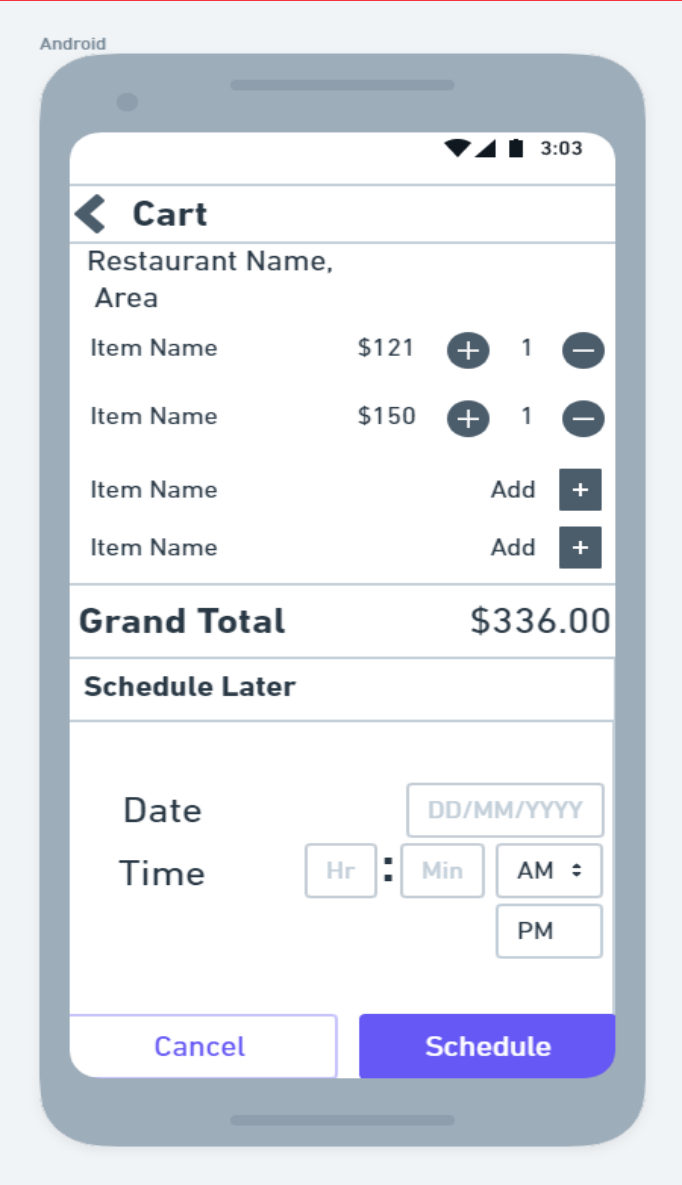 Android
3:03
Cart
Restaurant Name,
Area
Item Name $121 + 1 −
Item Name $150 + 1 −
Item Name Add +
Item Name Add +
Grand Total $336.00
Schedule Later
Date DD/MM/YYYY
Time Hr : Min AM
PM
Cancel Schedule